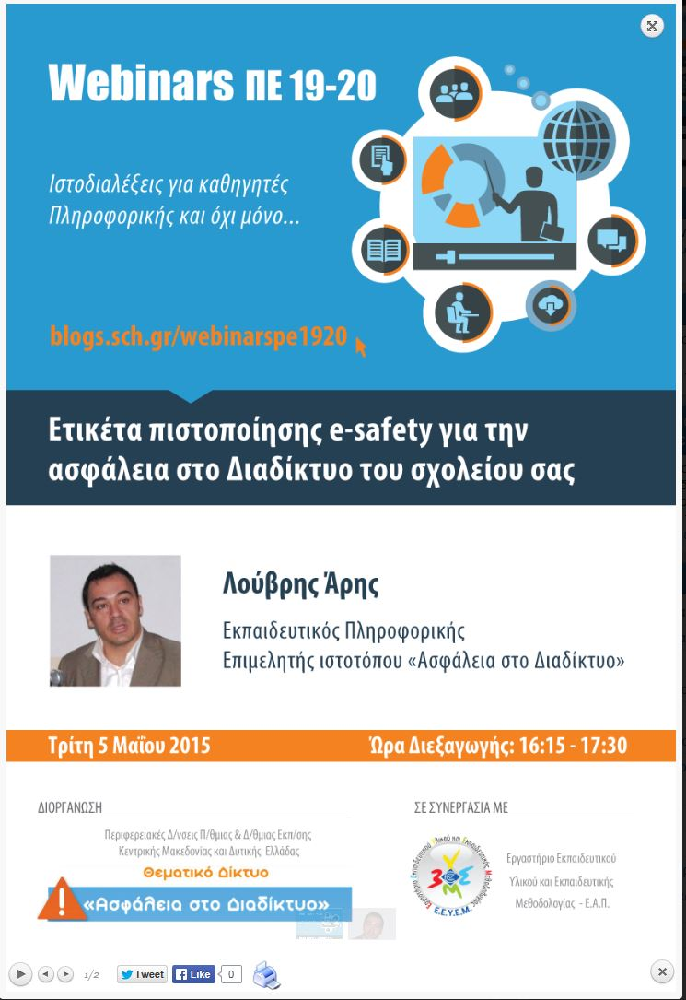 Webinars ΠΕ 19-20
Ιστοδιαλέξεις για καθηγητές
Πληροφορικής και όχι μόνο...
blogs.sch.gr/webinarspe1920
Ετικέτα πιστοποίησης e-safety για την
ασφάλεια στο Διαδίκτυο του σχολείου σας
Λούβρης Άρης
Εκπαιδευτικός Πληροφορικής
Επιμελητής ιστοτόπου «Ασφάλεια στο Διαδίκτυο»
Τρίτη 5 Μαΐου 2015
Ώρα Διεξαγωγής: 16:15 - 17:30
ΔΙΟΡΓΑΝΩΣΗ
Περιφερειακές Δ/νσεις Π/θμιας & Δ/θμιας Εκπ/σης
Κεντρικής Μακεδονίας και Δυτικής Ελλάδας
Θεματικό Δίκτυο
«Ασφάλεια στο Διαδίκτυο»
ΣΕ ΣΥΝΕΡΓΑΣΙΑ ΜΕ
Ε.Ε.Υ.Ε.Μ.
Εργαστήριο Εκπαιδευτικού
Υλικού και Εκπαιδευτικής
Μεθοδολογίας - Ε.Α.Π.
1/2
Tweet
Like
0